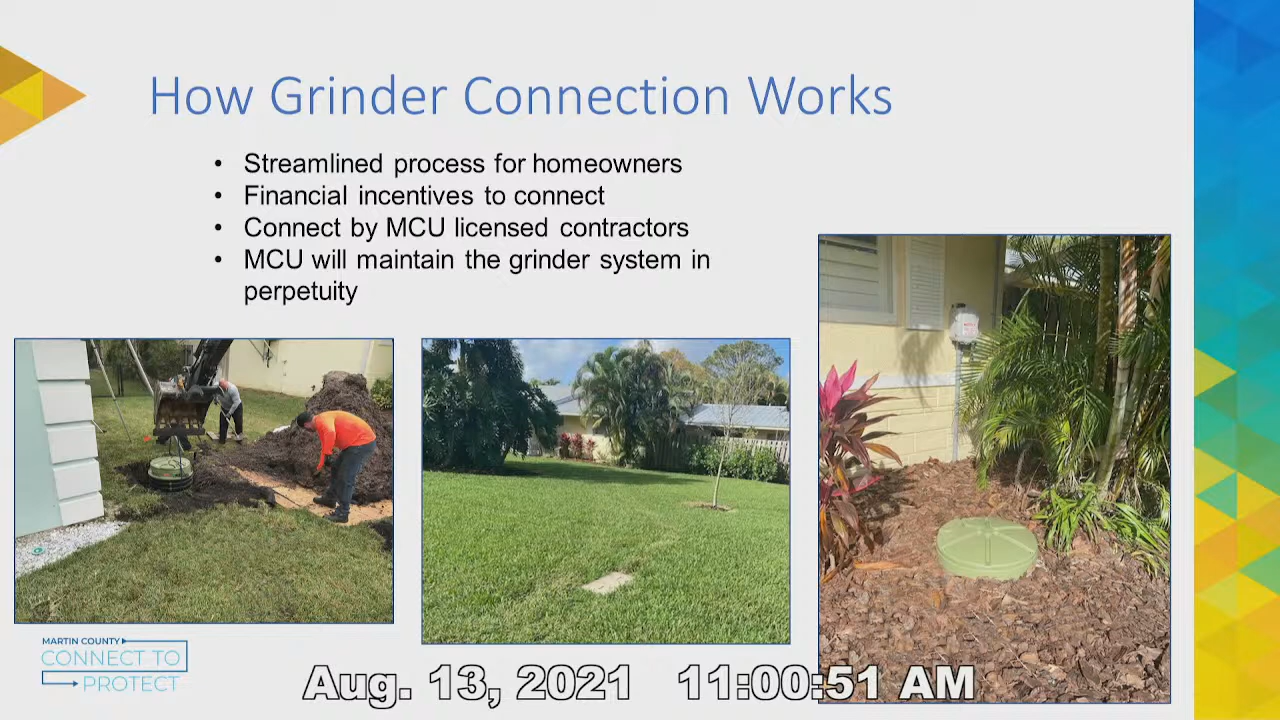 How Grinder Connection Works
• Streamlined process for homeowners
• Financial incentives to connect
• Connect by MCU licensed contractors
• MCU will maintain the grinder system in
perpetuity
MARTIN COUNTY
CONNECT TO
PROTECT
Aug. 13, 2021 11:00:51 AM